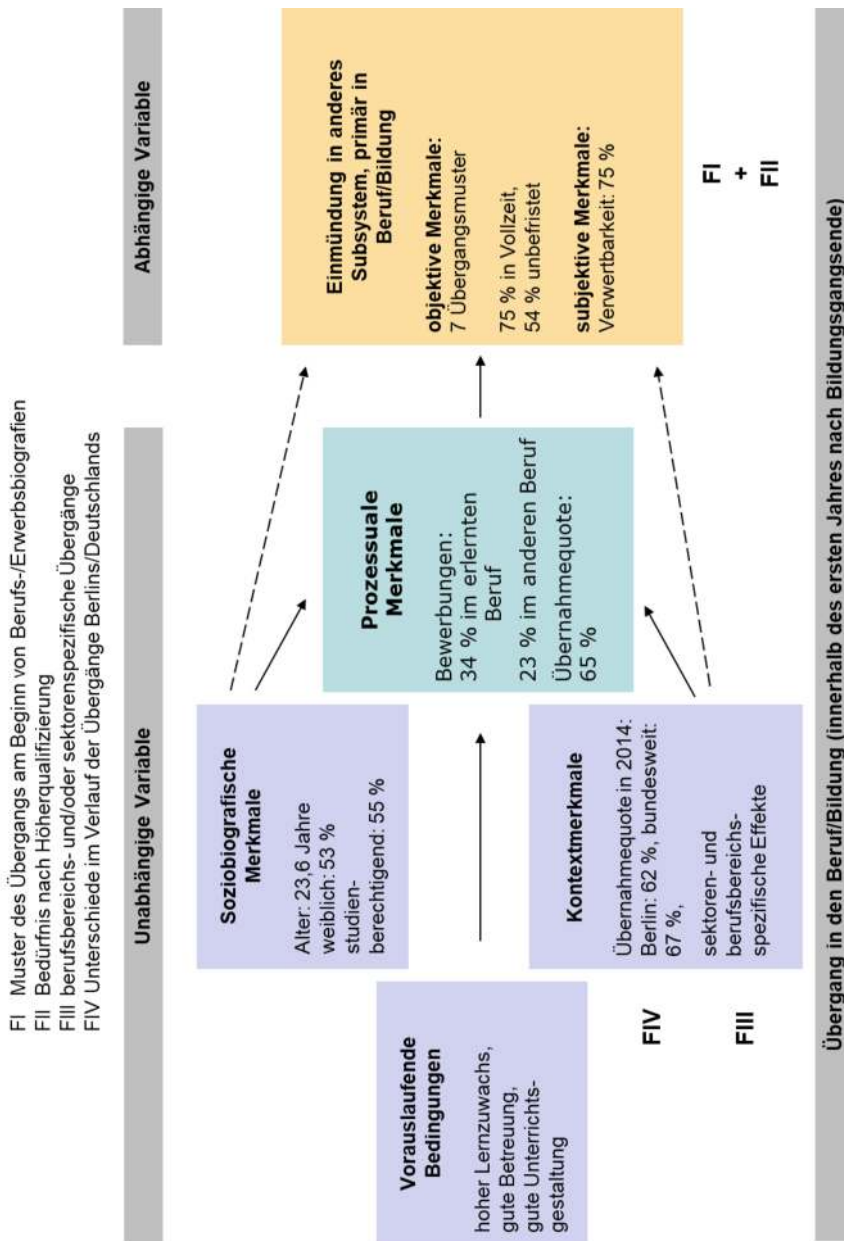 FI Muster des Übergangs am Beginn von Berufs-/Erwerbsbiografien
FII Bedürfnis nach Höherqualifizierung
FIII berufsbereichs- und/oder sektorenspezifische Übergänge
FIV Unterschiede im Verlauf der Übergänge Berlins/Deutschlands
Unabhängige Variable
Abhängige Variable
Vorauslaufende
Bedingungen
hoher Lernzuwachs,
gute Betreuung,
gute Unterrichts-
gestaltung
Soziobiografische
Merkmale
Alter: 23,6 Jahre
weiblich: 53 %
studien-
berechtigend: 55 %
Kontextmerkmale
Übernahmequote in 2014:
Berlin: 62 %, bundesweit:
67 %,
sektoren- und
berufsbereichs-
spezifische Effekte
Prozessuale
Merkmale
Bewerbungen:
34 % im erlernten
Beruf
23 % im anderen Beruf
Übernahmequote:
65 %
Einmündung in anderes
Subsystem, primär in
Beruf/Bildung
objektive Merkmale:
7 Übergangsmuster
75 % in Vollzeit,
54 % unbefristet
subjektive Merkmale:
Verwertbarkeit: 75 %
FIV
FIII
FI
+
FII
Übergang in den Beruf/Bildung (innerhalb des ersten Jahres nach Bildungsgangsende)